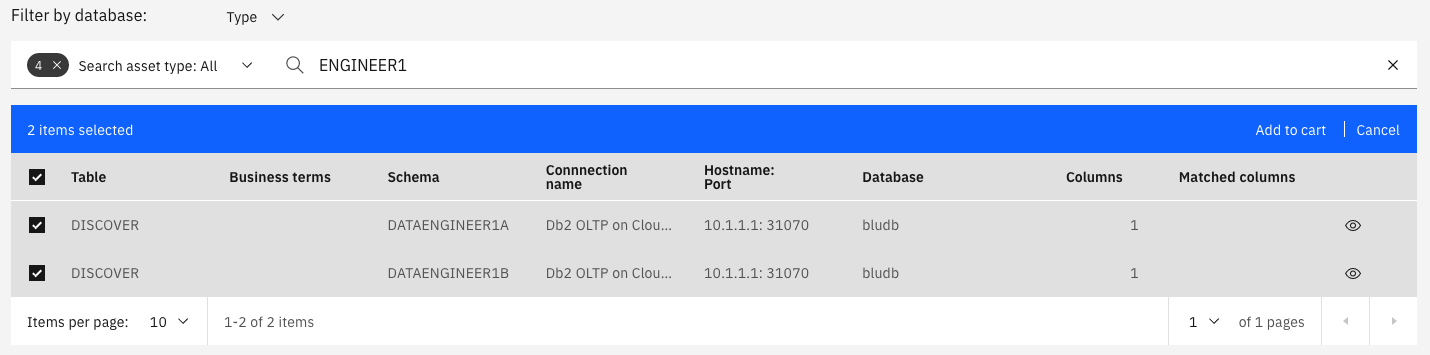 Filter by database: Type
4 Search asset type: All ENGINEER1
2 items selected Add to cart Cancel
Table Business terms Schema Connnection name Hostname: Port Database Columns Matched columns
DISCOVER DATAENGINEER1A Db2 OLTP on Clou... 10.1.1.1: 31070 bludb 1
DISCOVER DATAENGINEER1B Db2 OLTP on Clou... 10.1.1.1: 31070 bludb 1
Items per page: 10 1-2 of 2 items 1 of 1 pages